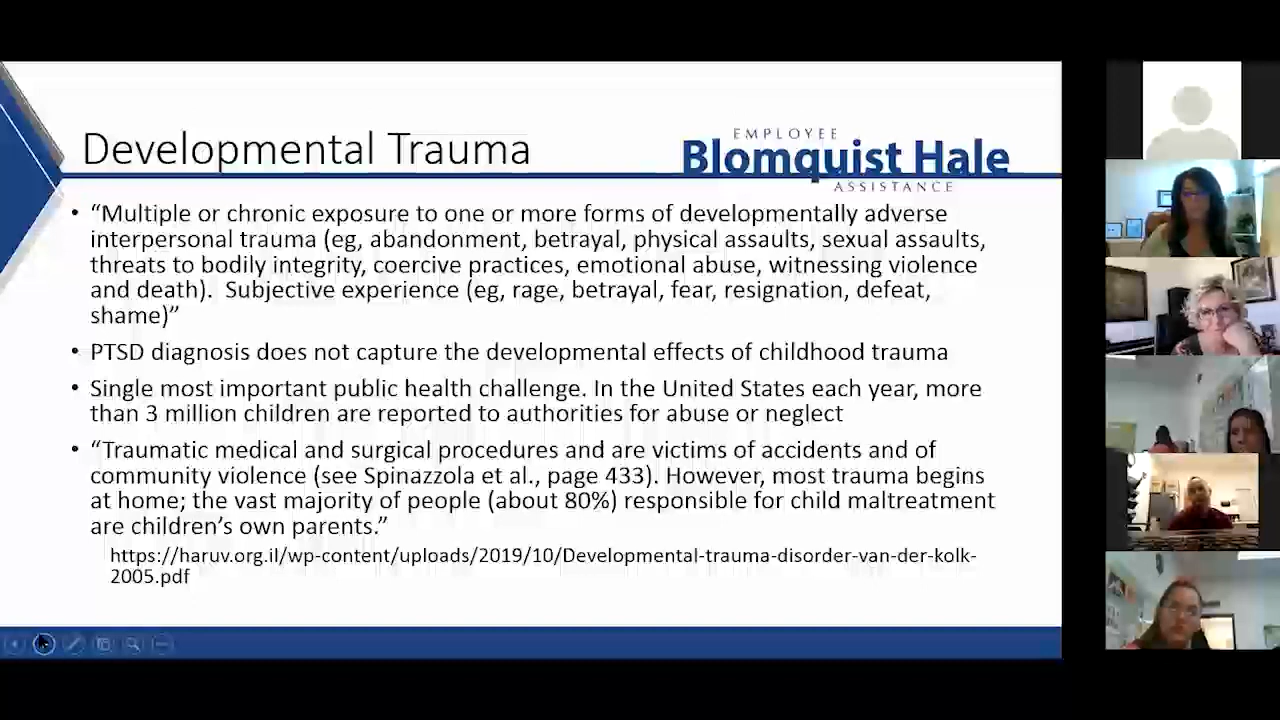 Developmental Trauma
EMPLOYEE
Blomquist Hale
ASSISTANCE
• “Multiple or chronic exposure to one or more forms of developmentally adverse
interpersonal trauma (eg, abandonment, betrayal, physical assaults, sexual assaults,
threats to bodily integrity, coercive practices, emotional abuse, witnessing violence
and death).  Subjective experience (eg, rage, betrayal, fear, resignation, defeat,
shame)”
• PTSD diagnosis does not capture the developmental effects of childhood trauma
• Single most important public health challenge. In the United States each year, more
than 3 million children are reported to authorities for abuse or neglect
• “Traumatic medical and surgical procedures and are victims of accidents and of
community violence (see Spinazzola et al., page 433). However, most trauma begins
at home; the vast majority of people (about 80%) responsible for child maltreatment
are children’s own parents.”
https://haruv.org.il/wp-content/uploads/2019/10/Developmental-trauma-disorder-van-der-kolk-
2005.pdf